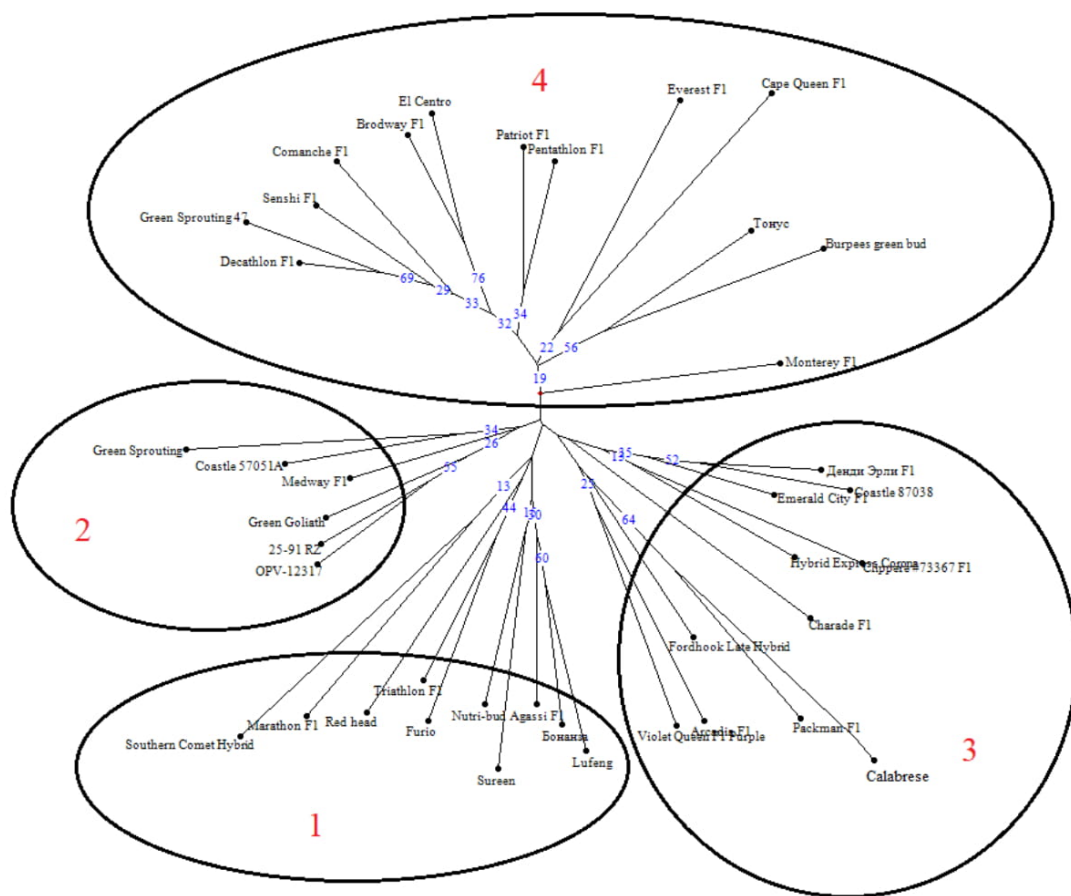 4
Cape Queen F1
Everest F1
El Centro
Brodway F1
Patriot F1
Pentathlon F1
Comanche F1
Senshi F1
Green Sprouting 47
Тонус
Burpees green bud
Decathlon F1
69
29
76
33
32
34
22
56
Monterey F1
19
Green Sprouting
34
26
Coastle 57051A
55
Medway F1
Green Goliath
25-91 RZ
OPV-12317
2
13
44
30
60
25
64
52
Денди Эрли F1
Coastle 87038
Emerald City F1
Hybrid Express Corona
Clippere #73367 F1
Charade F1
Fordhook Late Hybrid
Triathlon F1
Nutri-bud
Agassi F1
Marathon F1
Red head
Furio
Бонанза
Violet Queen F1 Purple
Arcadia F1
Packman F1
Southern Comet Hybrid
Lufeng
Sureen
Calabrese
3
1